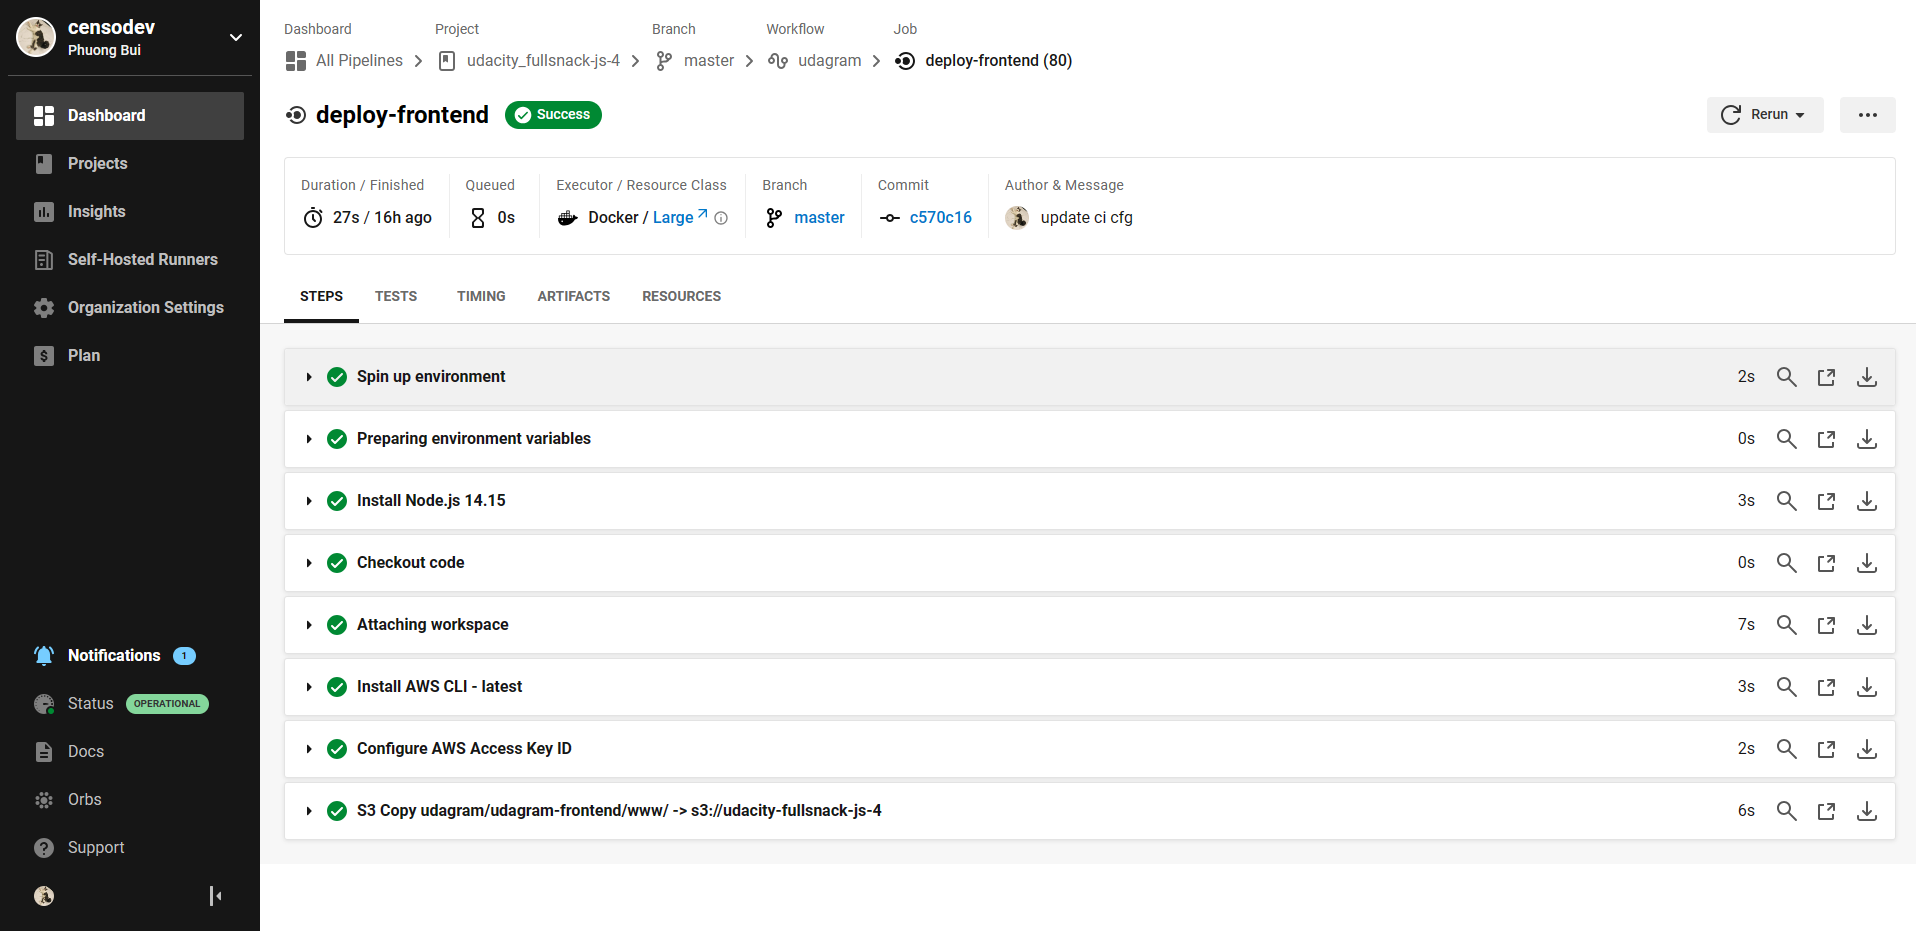 censodev
Phuong Bui
Dashboard
Projects
Insights
Self-Hosted Runners
Organization Settings
Plan
Notifications 1
Status OPERATIONAL
Docs
Orbs
Support
Dashboard Project Branch Workflow Job
All Pipelines udacity_fullsnack-js-4 master udagram deploy-frontend (80)
deploy-frontend Success Rerun
Duration / Finished Queued Executor / Resource Class Branch Commit Author & Message
27s / 16h ago 0s Docker / Large master c570c16 update ci cfg
STEPS TESTS TIMING ARTIFACTS RESOURCES
Spin up environment 2s
Preparing environment variables 0s
Install Node.js 14.15 3s
Checkout code 0s
Attaching workspace 7s
Install AWS CLI - latest 3s
Configure AWS Access Key ID 2s
S3 Copy udagram/udagram-frontend/www/ -> s3://udacity-fullsnack-js-4 6s